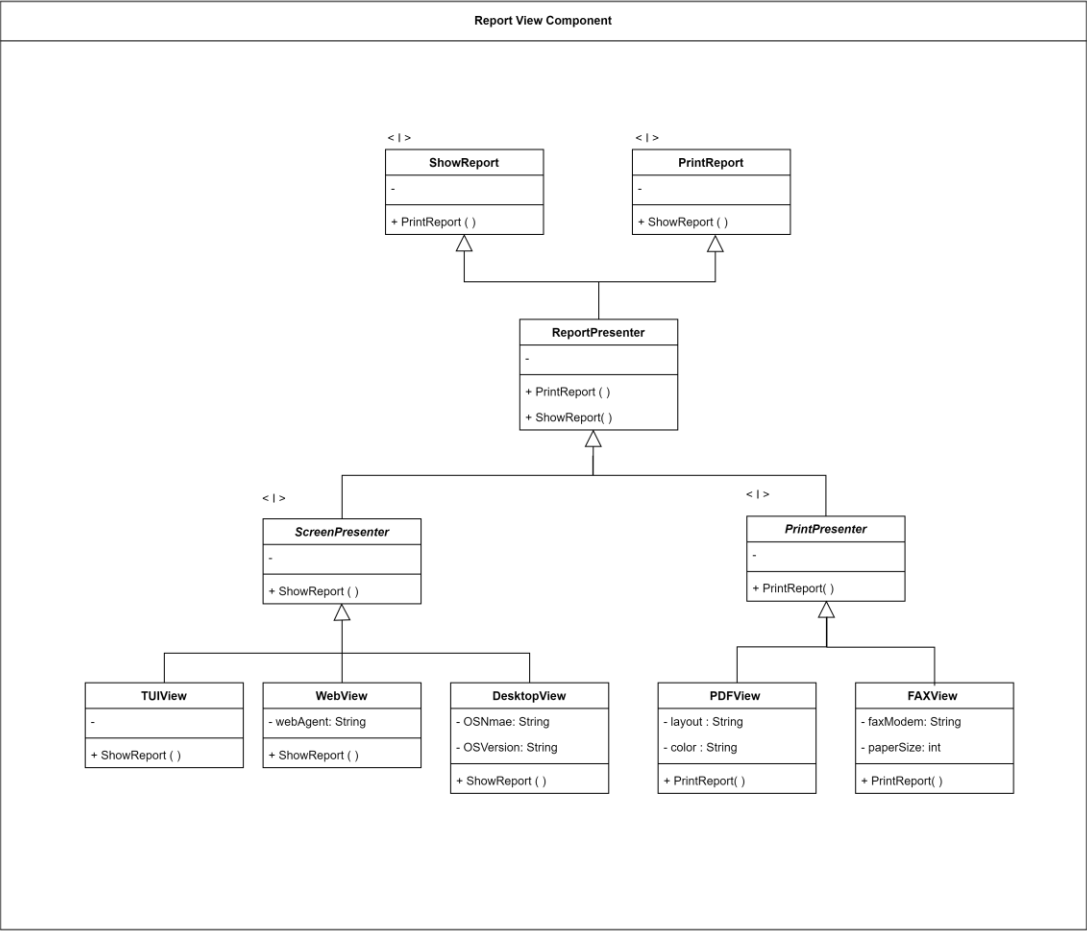 Report View Component
< I >
< I >
ShowReport
PrintReport
-
-
+ PrintReport ( )
+ ShowReport ( )
ReportPresenter
-
+ PrintReport ( )
+ ShowReport( )
< I >
< I >
ScreenPresenter
PrintPresenter
-
-
+ ShowReport ( )
+ PrintReport( )
TUIView
WebView
DesktopView
PDFView
FAXView
-
- webAgent: String
- OSNmae: String
- layout : String
- faxModem: String
- OSVersion: String
- color : String
- paperSize: int
+ ShowReport ( )
+ ShowReport ( )
+ ShowReport ( )
+ PrintReport( )
+ PrintReport( )